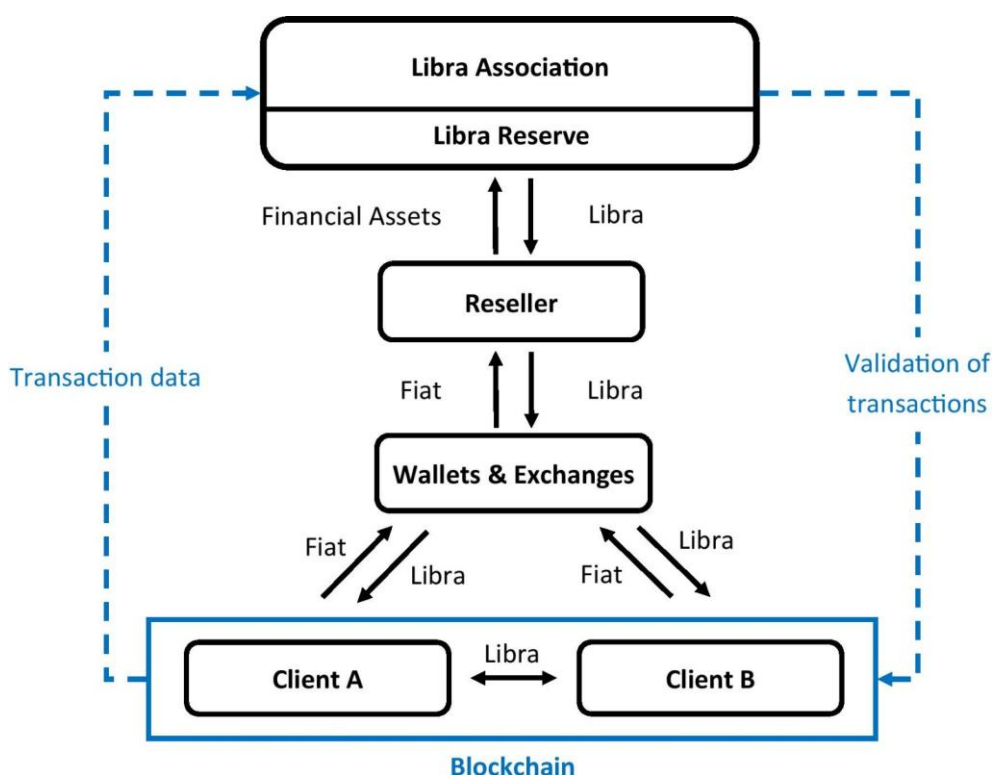 Libra Association
Libra Reserve
Financial Assets
Libra
Reseller
Transaction data
Validation of
transactions
Fiat
Libra
Wallets & Exchanges
Fiat
Libra
Fiat
Libra
Client A
Libra
Client B
Blockchain